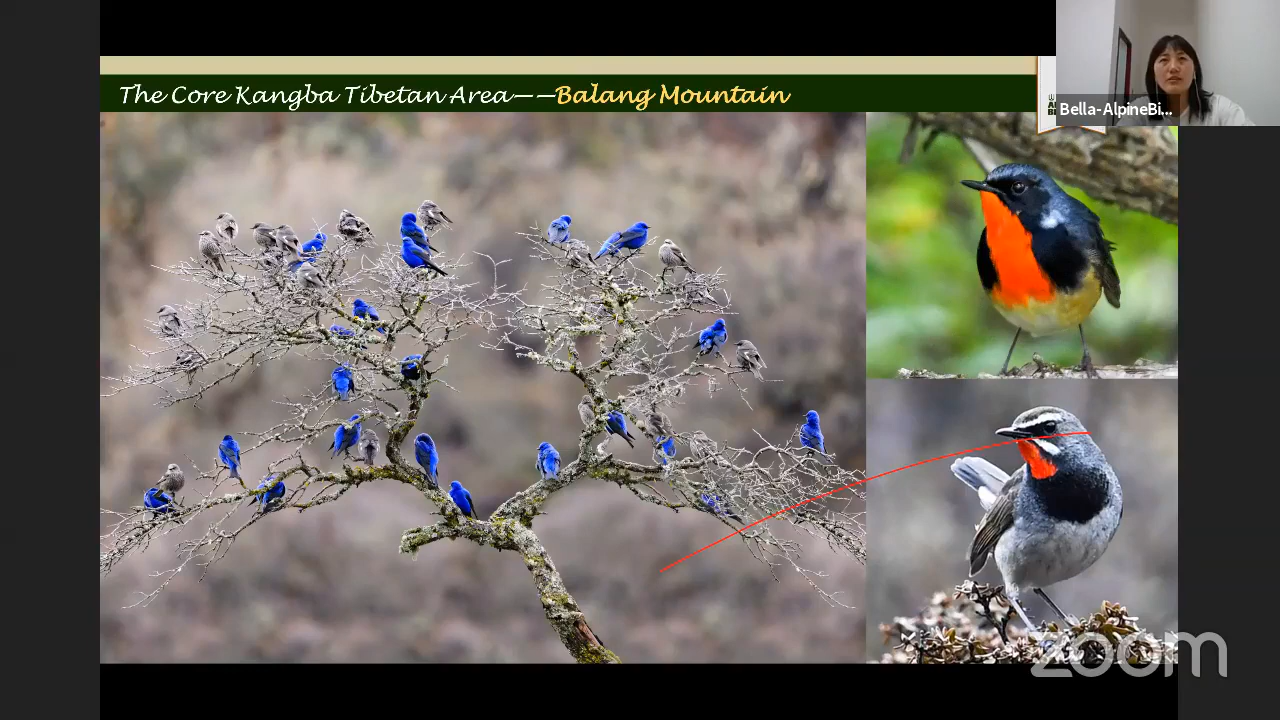 The Core Kangba Tibetan Area——Balang Mountain
Bella-AlpineBi...
zoom